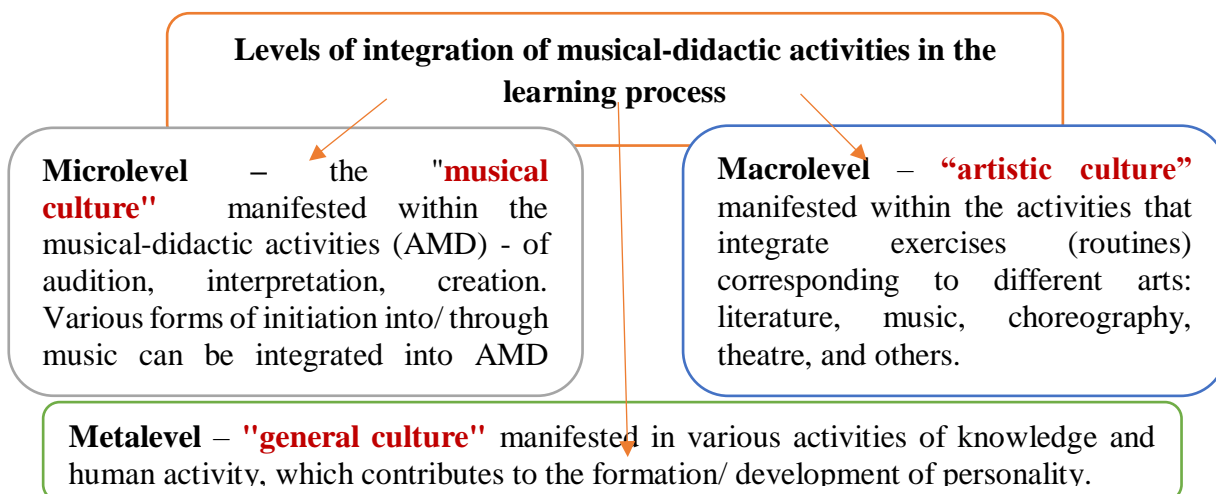 Levels of integration of musical-didactic activities in the
learning process
Microlevel – the "musical
culture" manifested within the
musical-didactic activities (AMD) - of
audition, interpretation, creation.
Various forms of initiation into/ through
music can be integrated into AMD
Macrolevel – “artistic culture”
manifested within the activities that
integrate exercises (routines)
corresponding to different arts:
literature, music, choreography,
theatre, and others.
Metalevel – "general culture" manifested in various activities of knowledge and
human activity, which contributes to the formation/ development of personality.